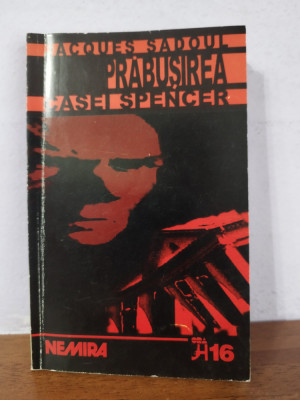 JACQUES SADOUL
PRĂBUȘIREA
CASEI SPENCER
NEMIRA
16